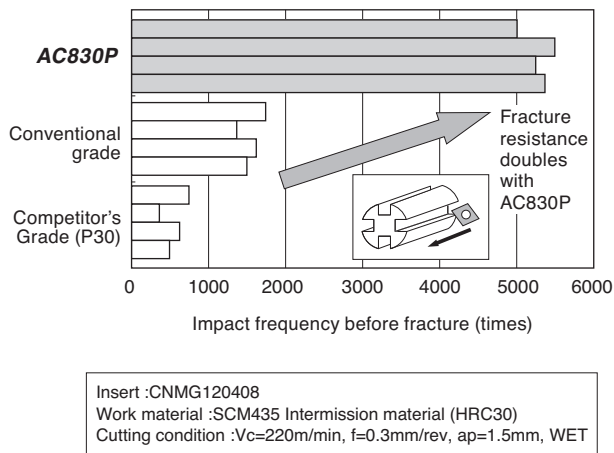 AC830P
Conventional
grade
Competitor's
Grade (P30)
Fracture
resistance
doubles
with
AC830P
0 1000 2000 3000 4000 5000 6000
Impact frequency before fracture (times)
Insert :CNMG120408
Work material :SCM435 Intermission material (HRC30)
Cutting condition :Vc=220m/min, f=0.3mm/rev, ap=1.5mm, WET